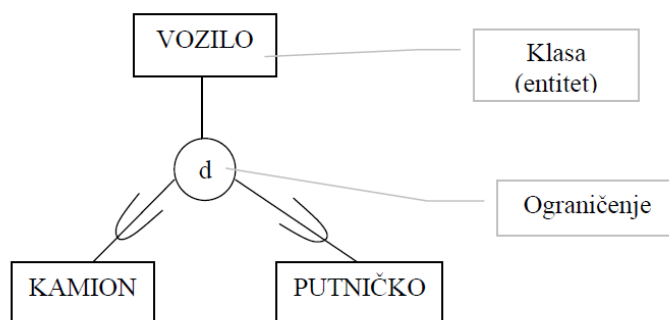 VOZILO
Klasa
(entitet)
d
Ograničenje
KAMION
PUTNIČKO